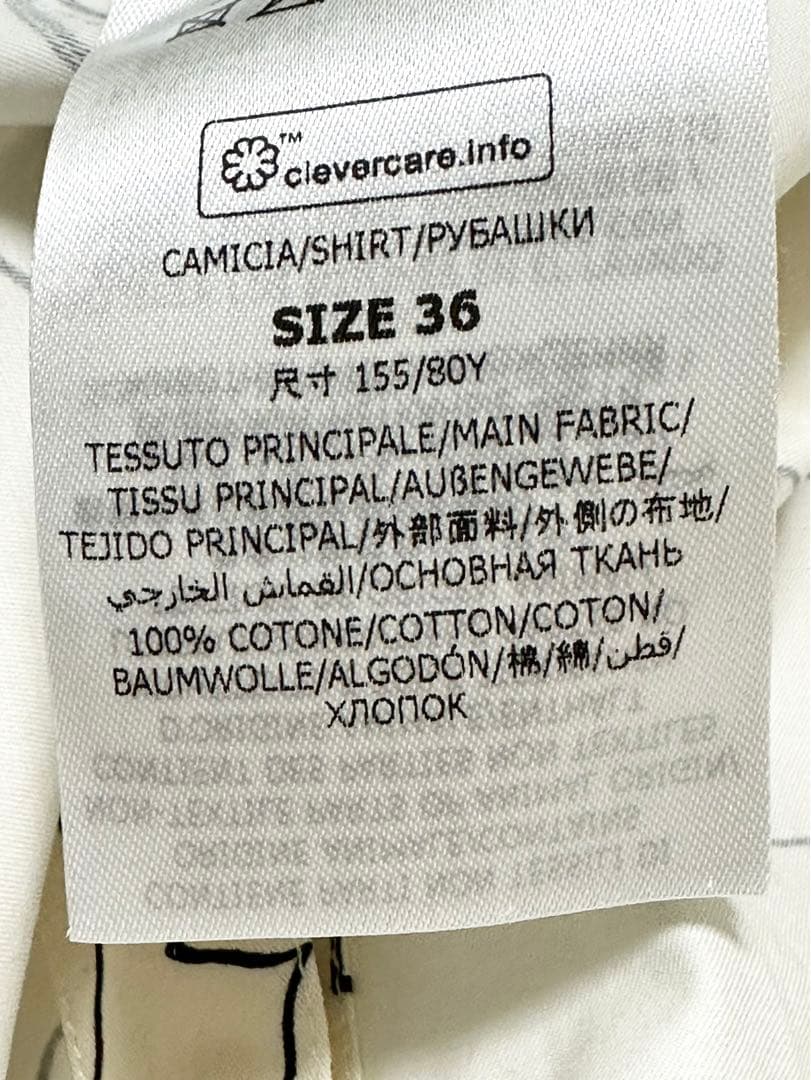 ™clevercare.info
CAMICIA/SHIRT/РУБАШКИ
SIZE 36
尺寸 155/80Y
TESSUTO PRINCIPALE/MAIN FABRIC/
TISSU PRINCIPAL/AUßENGEWEBE/
TEJIDO PRINCIPAL/外部面料/外側の布地/
القماش الخارجي/ОСНОВНАЯ ТКАНЬ
100% COTONE/COTTON/COTON/
BAUMWOLLE/ALGODÓN/棉/綿/قطن/
ХЛОПОК